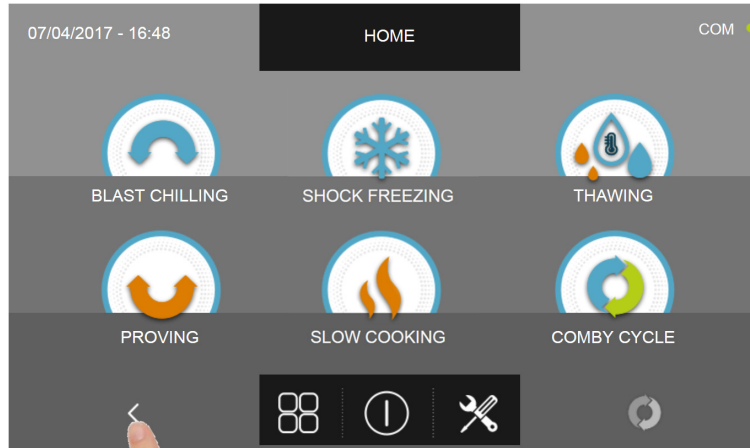 07/04/2017 - 16:48
HOME
COM
BLAST CHILLING
SHOCK FREEZING
THAWING
PROVING
SLOW COOKING
COMBY CYCLE